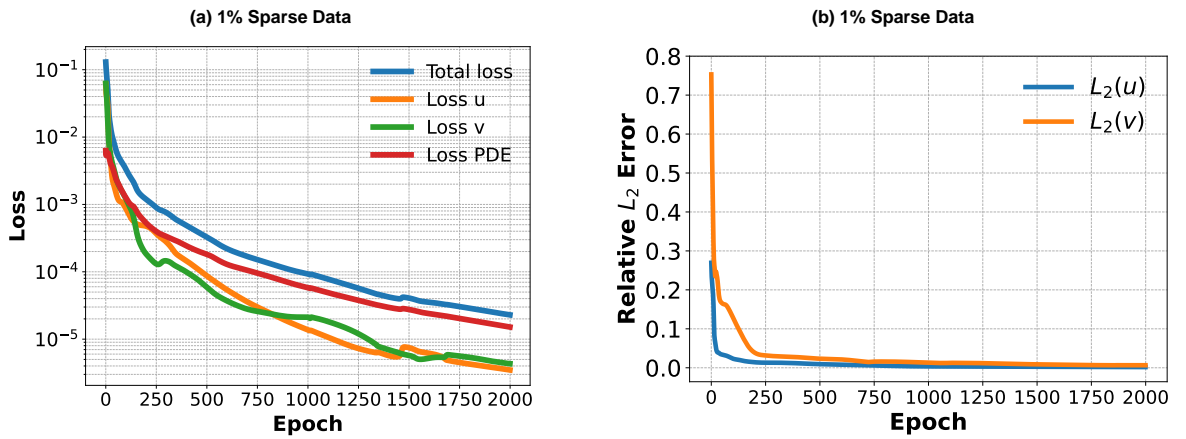 (a) 1% Sparse Data
10⁻¹
10⁻²
10⁻³
10⁻⁴
10⁻⁵
Loss
Total loss
Loss u
Loss v
Loss PDE
0 250 500 750 1000 1250 1500 1750 2000
Epoch
(b) 1% Sparse Data
0.8
0.7
0.6
0.5
0.4
0.3
0.2
0.1
0.0
Relative L₂ Error
L₂(u)
L₂(v)
0 250 500 750 1000 1250 1500 1750 2000
Epoch